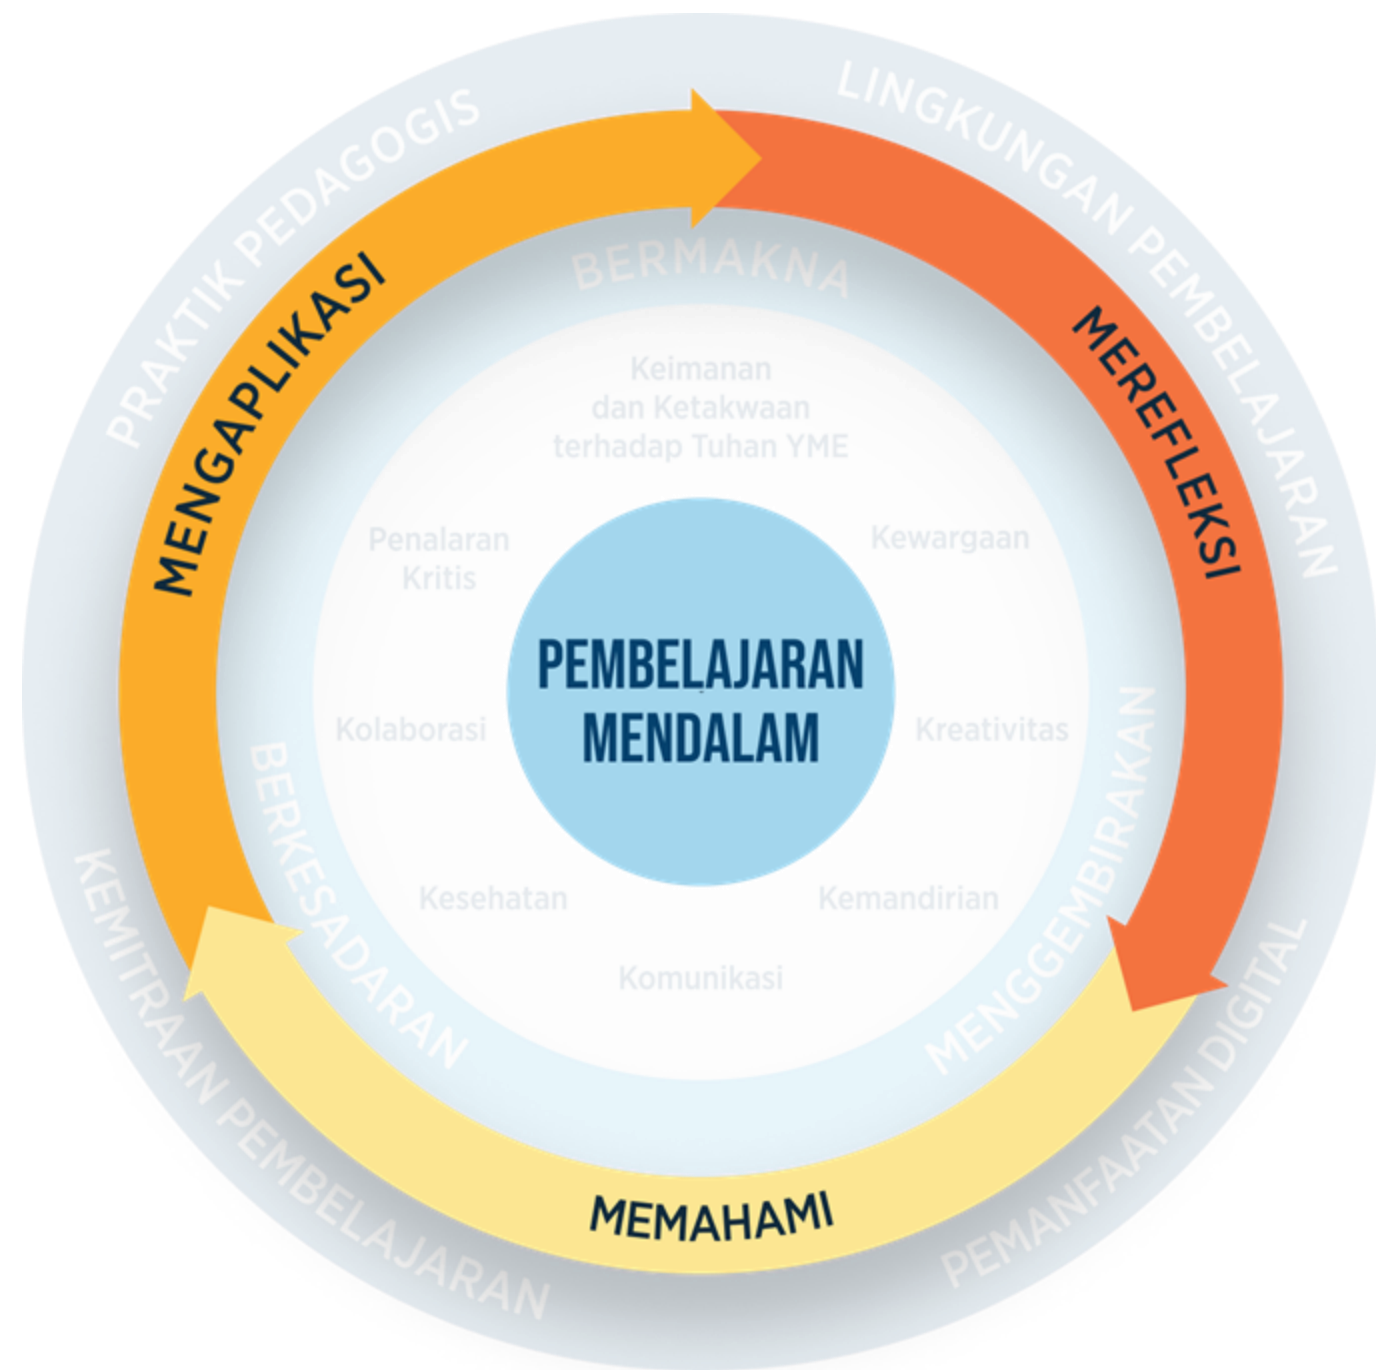 PRAKTIK PEDAGOGIS
LINGKUNGAN PEMBELAJARAN
MENGAPLIKASI
MEREFLEKSI
BERMAKNA
Keimanan
dan Ketakwaan
terhadap Tuhan YME
Penalaran
Kritis
Kewargaan
PEMBELAJARAN
MENDALAM
Kolaborasi
Kreativitas
BERKESADARAN
MENGGEMBIRAKAN
Kesehatan
Kemandirian
Komunikasi
KEMITRAAN PEMBELAJARAN
PEMANFAATAN DIGITAL
MEMAHAMI